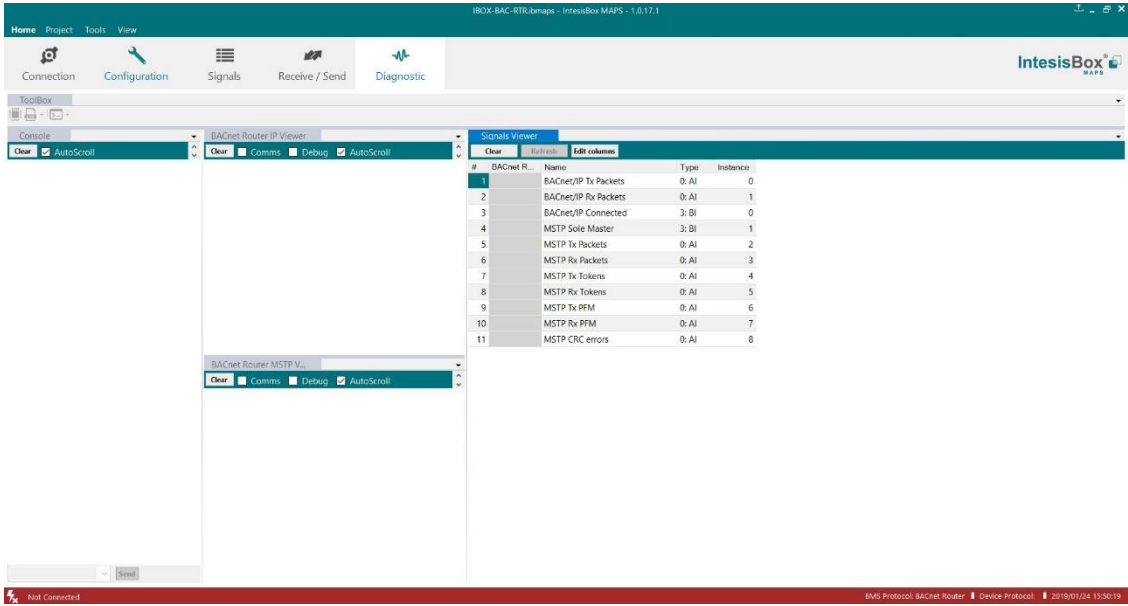 IBOX-BAC-RTR.ibmaps - IntesisBox MAPS - 1.0.17.1
Home Project Tools View
Connection Configuration Signals Receive / Send Diagnostic
IntesisBox®
MAPS
ToolBox
Console
Clear AutoScroll
BACnet Router IP Viewer
Clear Comms Debug AutoScroll
BACnet Router MSTP V...
Clear Comms Debug AutoScroll
Signals Viewer
Clear Refresh Edit columns
# BACnet R... Name Type Instance
1 BACnet/IP Tx Packets 0: AI 0
2 BACnet/IP Rx Packets 0: AI 1
3 BACnet/IP Connected 3: BI 0
4 MSTP Sole Master 3: BI 1
5 MSTP Tx Packets 0: AI 2
6 MSTP Rx Packets 0: AI 3
7 MSTP Tx Tokens 0: AI 4
8 MSTP Rx Tokens 0: AI 5
9 MSTP Tx PFM 0: AI 6
10 MSTP Rx PFM 0: AI 7
11 MSTP CRC errors 0: AI 8
Send
Not Connected
BMS Protocol: BACnet Router Device Protocol: 2019/01/24 15:50:19